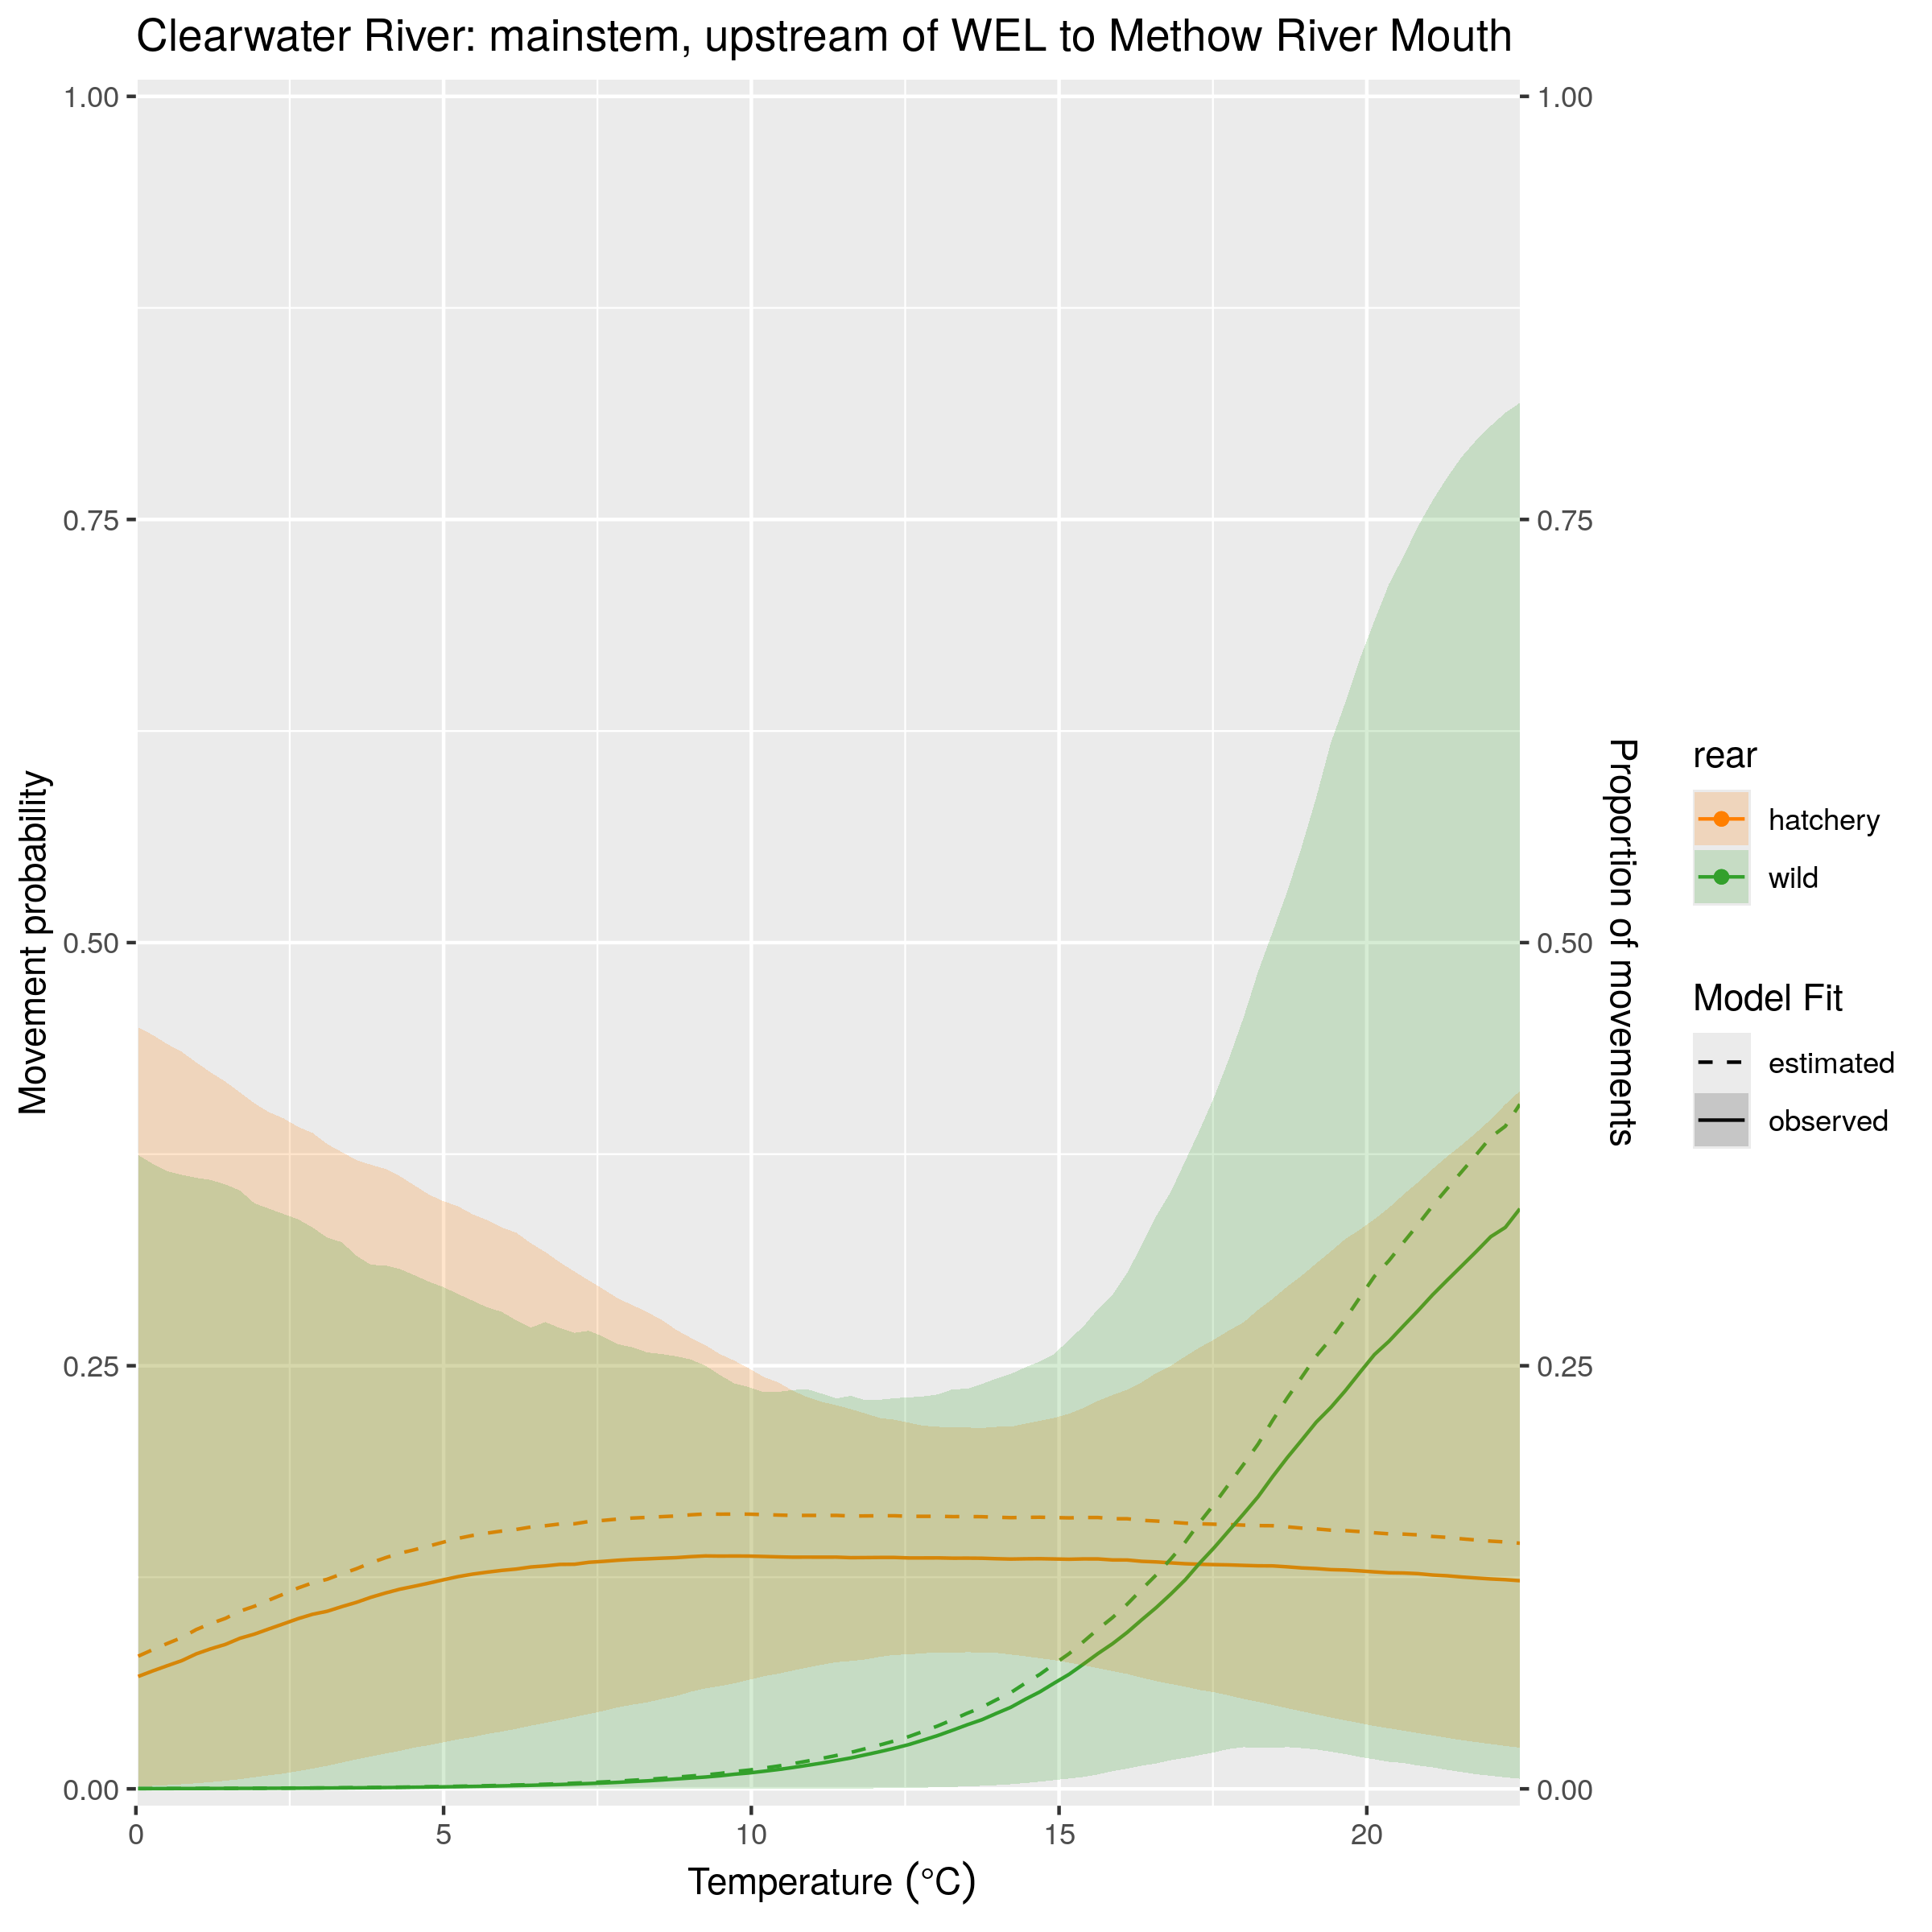 Clearwater River: mainstem, upstream of WEL to Methow River Mouth
Movement probability
1.00
0.75
0.50
0.25
0.00
0
5
10
15
20
Temperature (°C)
1.00
0.75
0.50
0.25
0.00
Proportion of movements
rear
hatchery
wild
Model Fit
estimated
observed